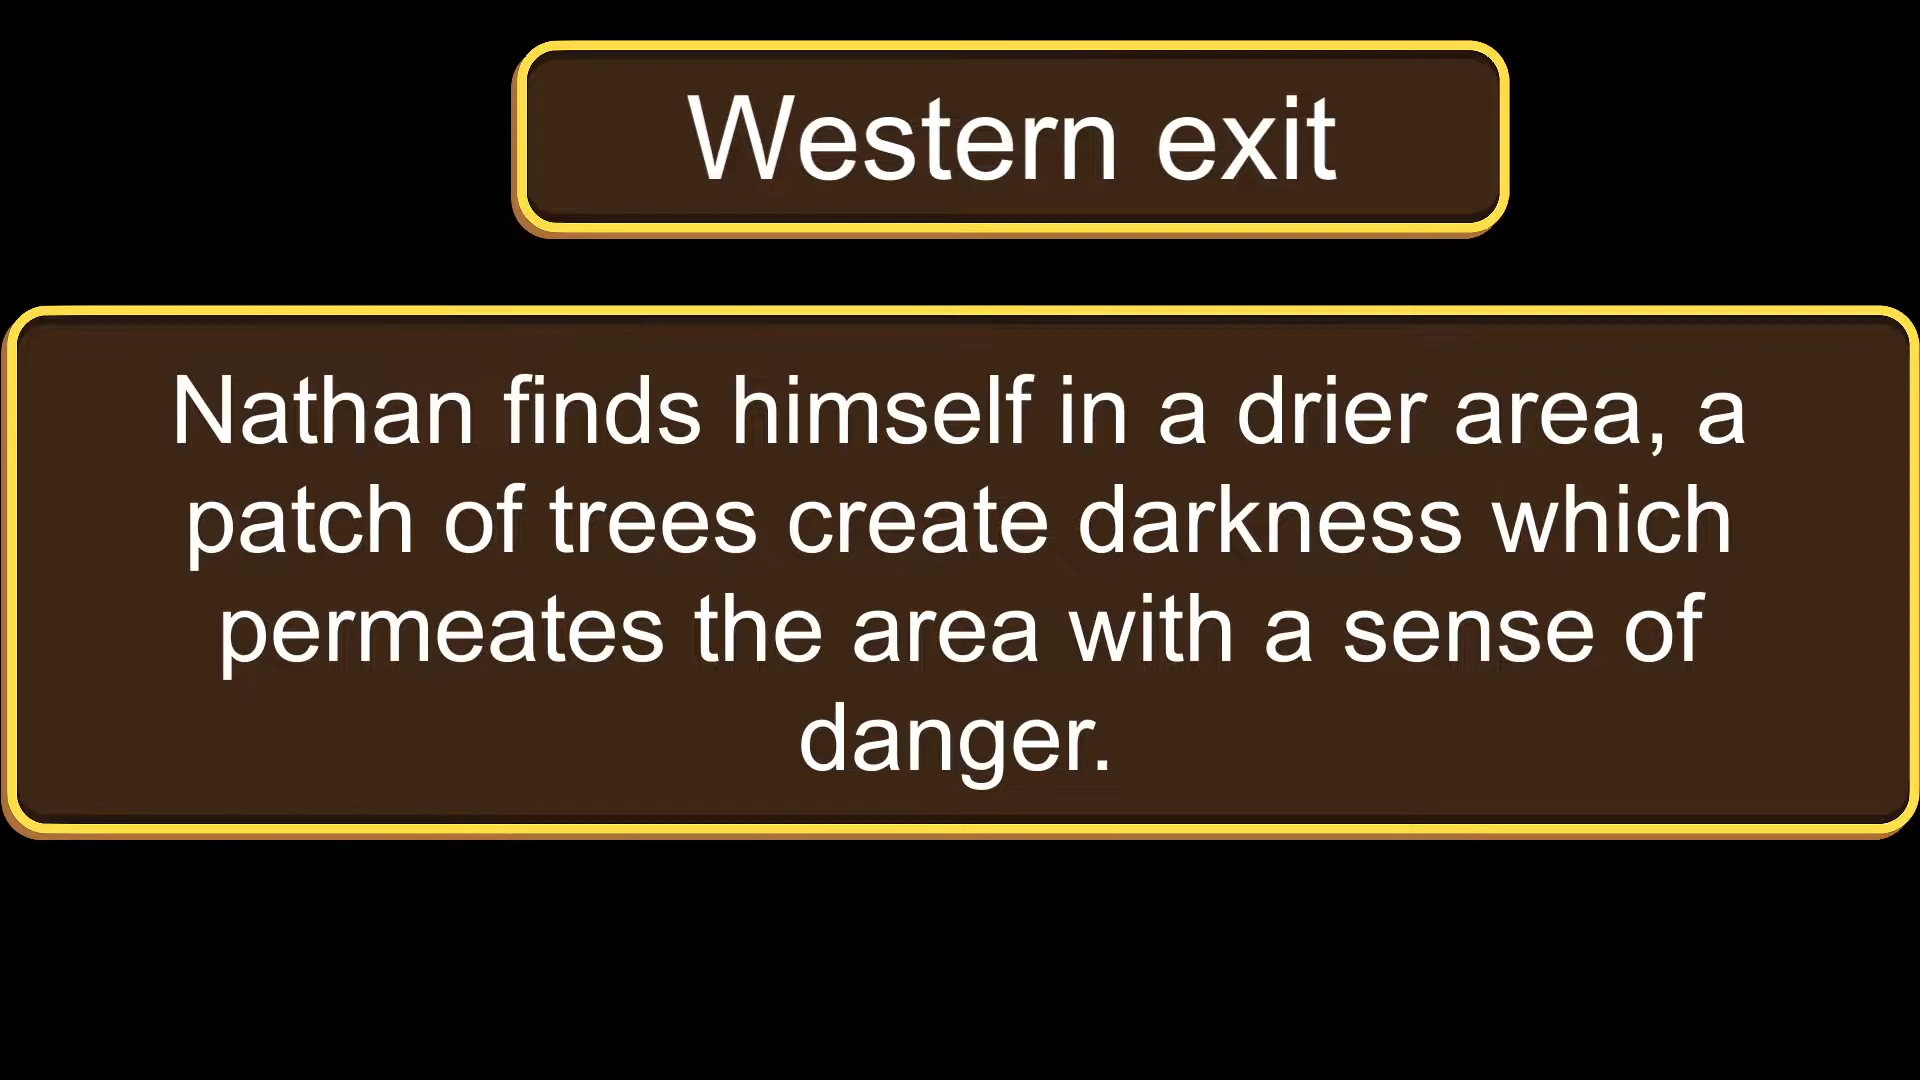 Western exit
Nathan finds himself in a drier area, a
patch of trees create darkness which
permeates the area with a sense of
danger.